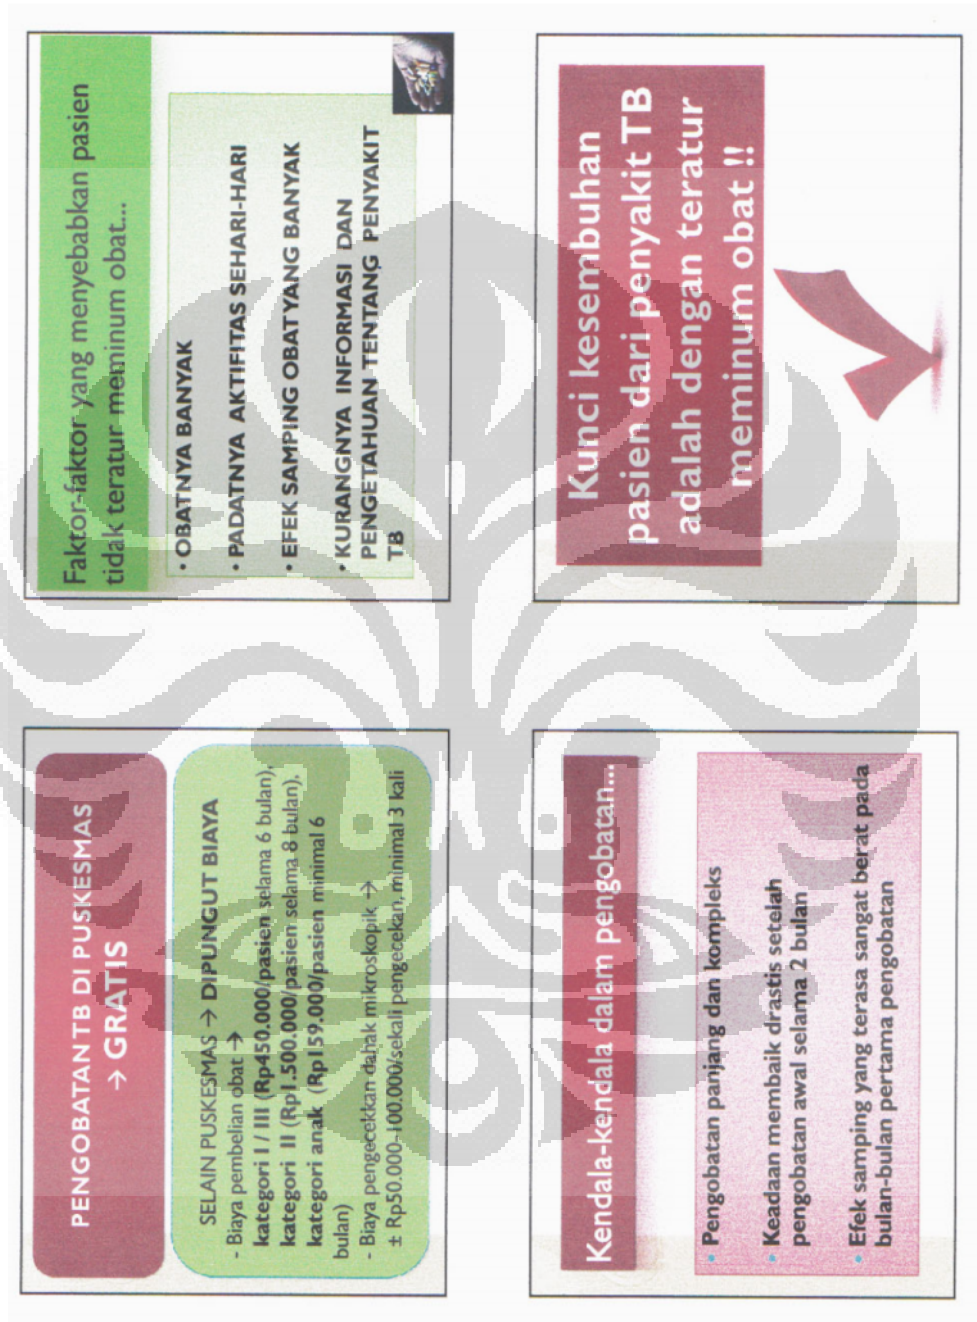 PENGOBATAN TB DI PUSKESMAS
→ GRATIS
SELAIN PUSKESMAS → DIPUNGUT BIAYA
- Biaya pembelian obat →
kategori I / III (Rp450.000/pasien selama 6 bulan),
kategori II (Rp1.500.000/pasien selama 8 bulan),
kategori anak (Rp159.000/pasien minimal 6
bulan)
- Biaya pengecekkan dahak mikroskopik →
± Rp50.000-100.000/sekali pengecekan, minimal 3 kali
Faktor-faktor yang menyebabkan pasien
tidak teratur meminum obat...
• OBATNYA BANYAK
• PADATNYA AKTIFITAS SEHARI-HARI
• EFEK SAMPING OBAT YANG BANYAK
• KURANGNYA INFORMASI DAN
PENGETAHUAN TENTANG PENYAKIT
TB
Kendala-kendala dalam pengobatan...
• Pengobatan panjang dan kompleks
• Keadaan membaik drastis setelah
pengobatan awal selama 2 bulan
• Efek samping yang terasa sangat berat pada
bulan-bulan pertama pengobatan
Kunci kesembuhan
pasien dari penyakit TB
adalah dengan teratur
meminum obat !!